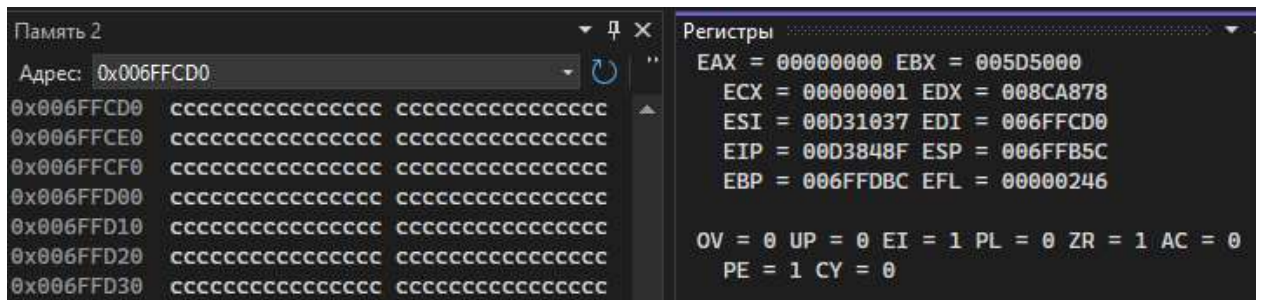 Память 2
Адрес: 0x006FFCD0
0x006FFCD0 cccccccccccccccc cccccccccccccccc
0x006FFCE0 cccccccccccccccc cccccccccccccccc
0x006FFCF0 cccccccccccccccc cccccccccccccccc
0x006FFD00 cccccccccccccccc cccccccccccccccc
0x006FFD10 cccccccccccccccc cccccccccccccccc
0x006FFD20 cccccccccccccccc cccccccccccccccc
0x006FFD30 cccccccccccccccc cccccccccccccccc
Регистры
EAX = 00000000 EBX = 005D5000
ECX = 00000001 EDX = 008CA878
ESI = 00D31037 EDI = 006FFCD0
EIP = 00D3848F ESP = 006FFB5C
EBP = 006FFDBC EFL = 00000246
OV = 0 UP = 0 EI = 1 PL = 0 ZR = 1 AC = 0
PE = 1 CY = 0